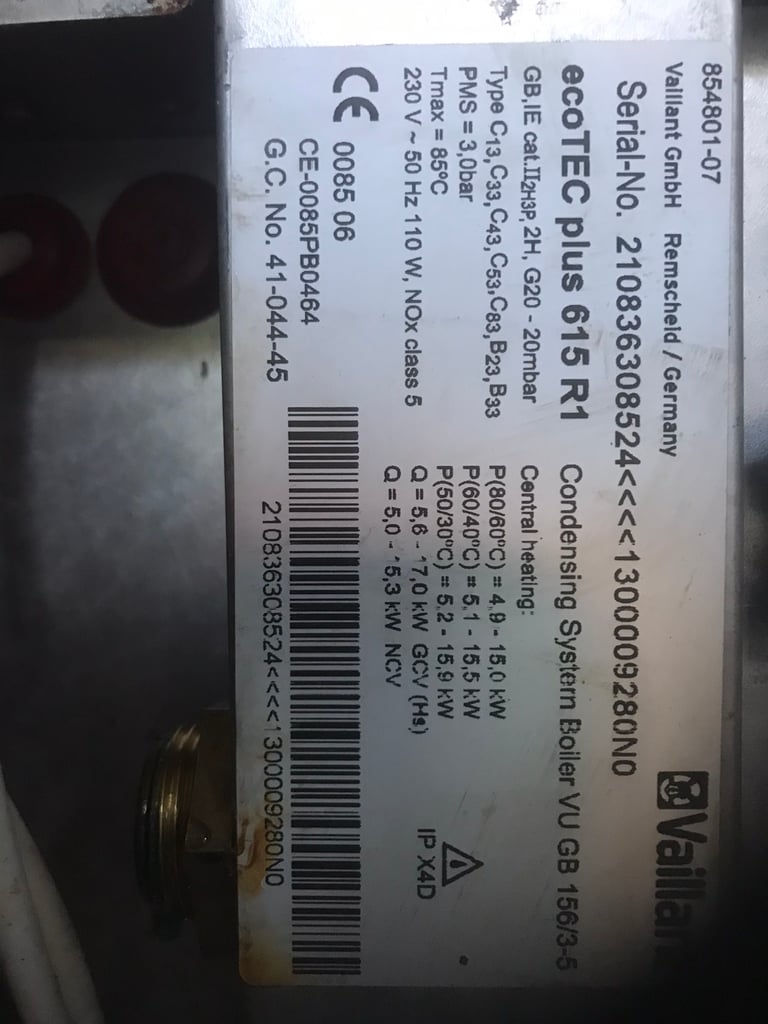 854801-07
Vaillant GmbH Remscheid / Germany
Vaillan
Serial-No. 210836308524<<<<1300009280N0
ecoTEC plus 615 R1 Condensing System Boiler VU GB 156/3-5
GB,IE cat.II2H3P, 2H, G20 - 20mbar
Type C13,C33,C43,C53,C83,B23,B33
PMS = 3,0bar
Tmax = 85°C
230 V ~ 50 Hz 110 W, NOx class 5
Central heating:
P(80/60°C) = 4,9 - 15,0 kW
P(60/40°C) = 5,1 - 15,5 kW
P(50/30°C) = 5,2 - 15,9 kW
Q = 5,6 - 17,0 kW GCV (Hs)
Q = 5,0 - 15,3 kW NCV
IP X4D
CE 0085 06
CE-0085PB0464
G.C. No. 41-044-45
210836308524<<<<1300009280N0